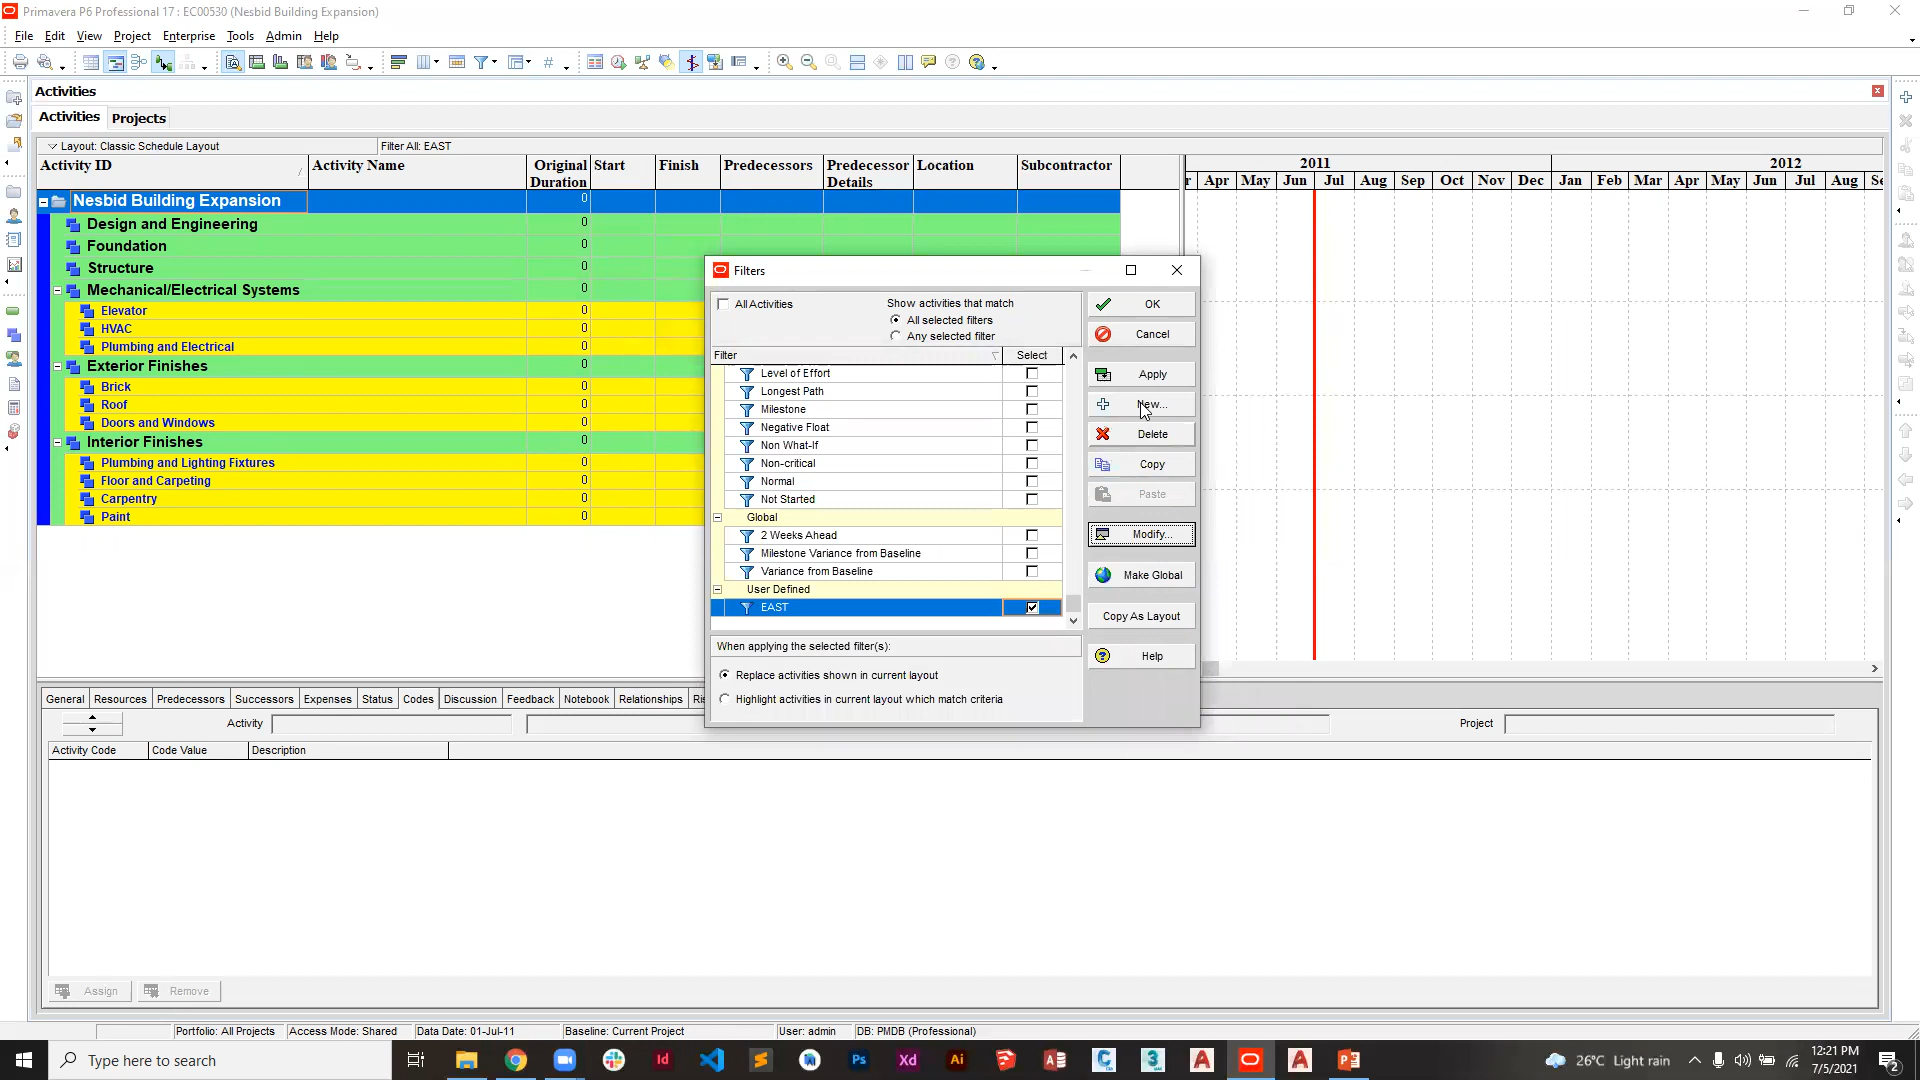 Primavera P6 Professional 17 : EC00530 (Nesbid Building Expansion)
File Edit View Project Enterprise Tools Admin Help
Activities
Activities Projects
Layout: Classic Schedule Layout Filter All: EAST
Activity ID Activity Name Original Duration Start Finish Predecessors Predecessor Details Location Subcontractor
2011 2012
r Apr May Jun Jul Aug Sep Oct Nov Dec Jan Feb Mar Apr May Jun Jul Aug Se
Nesbid Building Expansion 0
Design and Engineering 0
Foundation 0
Structure 0
Mechanical/Electrical Systems 0
Elevator 0
HVAC 0
Plumbing and Electrical 0
Exterior Finishes 0
Brick 0
Roof 0
Doors and Windows 0
Interior Finishes 0
Plumbing and Lighting Fixtures 0
Floor and Carpeting 0
Carpentry 0
Paint 0
Filters
All Activities
Show activities that match
All selected filters
Any selected filter
Filter Select
Level of Effort
Longest Path
Milestone
Negative Float
Non What-If
Non-critical
Normal
Not Started
Global
2 Weeks Ahead
Milestone Variance from Baseline
Variance from Baseline
User Defined
EAST
When applying the selected filter(s):
Replace activities shown in current layout
Highlight activities in current layout which match criteria
OK
Cancel
Apply
New...
Delete
Copy
Paste
Modify...
Make Global
Copy As Layout
Help
General Resources Predecessors Successors Expenses Status Codes Discussion Feedback Notebook Relationships Ri
Activity Project
Activity Code Code Value Description
Assign Remove
Portfolio: All Projects Access Mode: Shared Data Date: 01-Jul-11 Baseline: Current Project User: admin DB: PMDB (Professional)
Type here to search
26°C Light rain
12:21 PM
7/5/2021
2